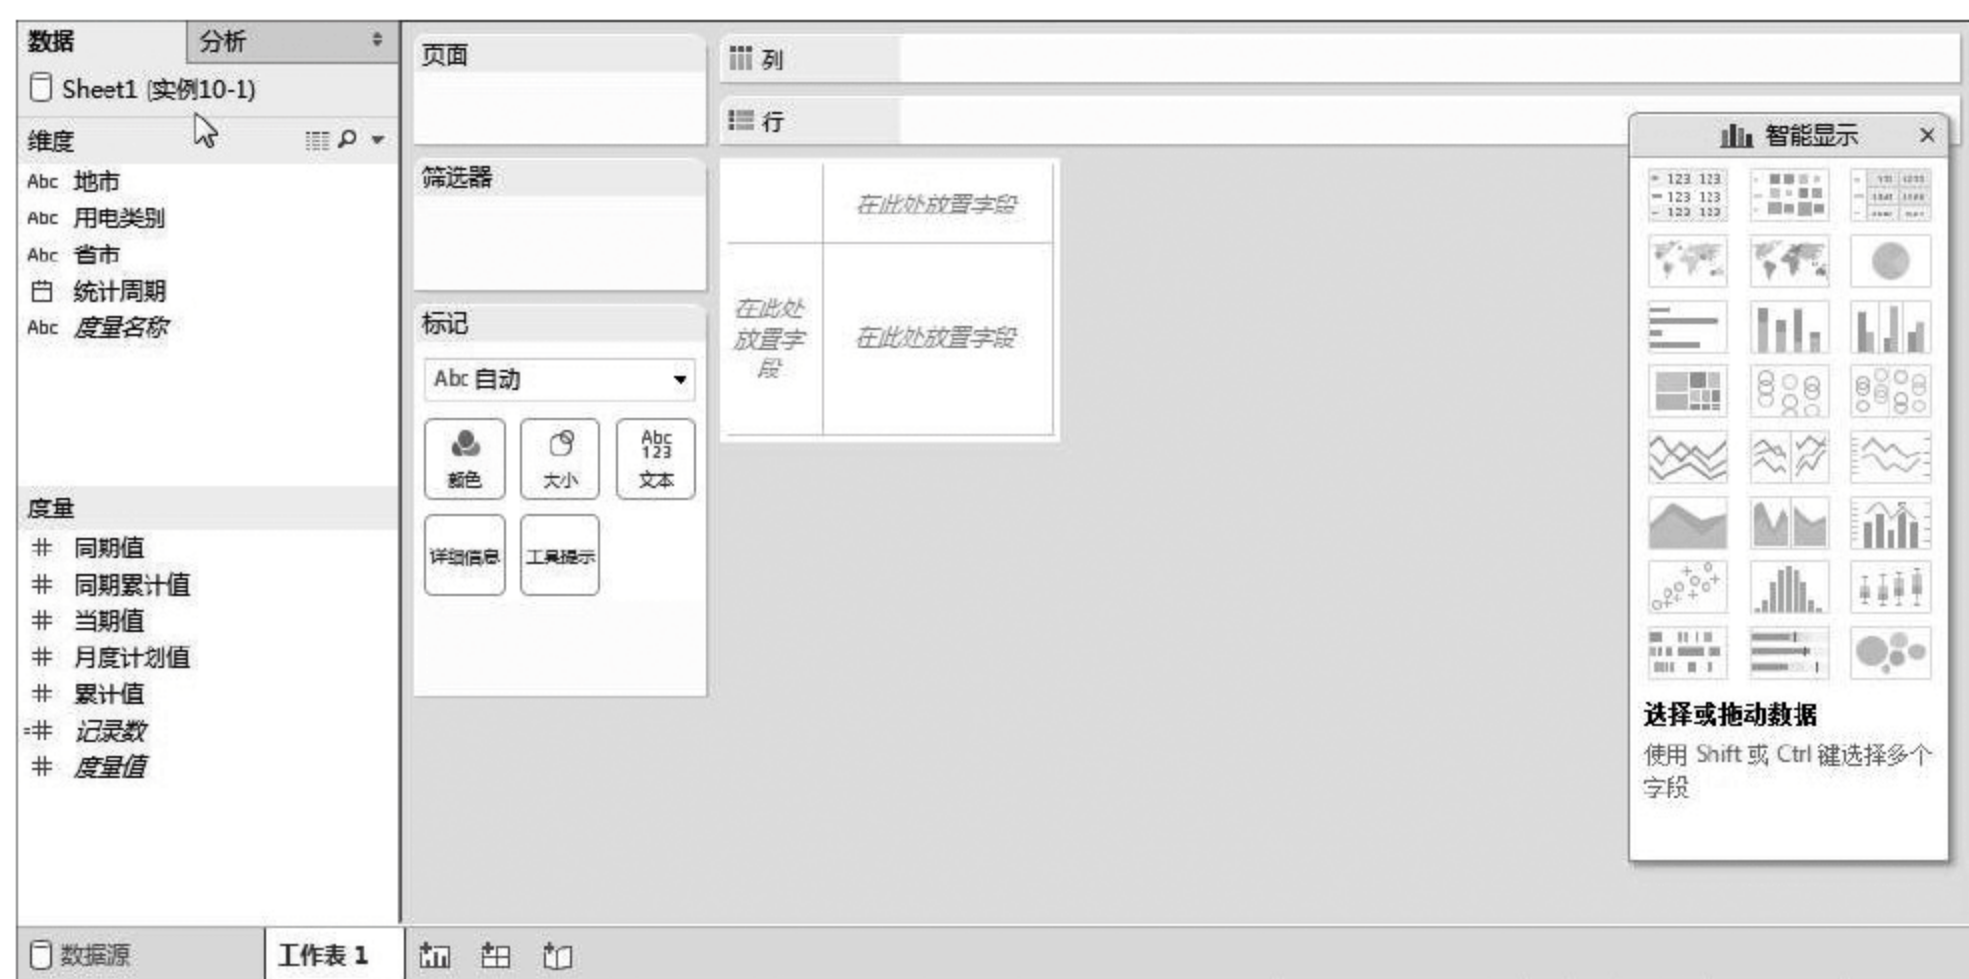 数据
分析
Sheet1 (实例10-1)
维度
Abc 地市
Abc 用电类别
Abc 省市
统计周期
Abc 度量名称
度量
同期值
同期累计值
当期值
月度计划值
累计值
=# 记录数
# 度量值
页面
筛选器
标记
Abc 自动
颜色
大小
Abc
123
文本
详细信息
工具提示
列
行
在此处放置字段
在此处
放置字
段
在此处放置字段
智能显示
123 123
123 123
123 123
选择或拖动数据
使用 Shift 或 Ctrl 键选择多个
字段
数据源
工作表 1